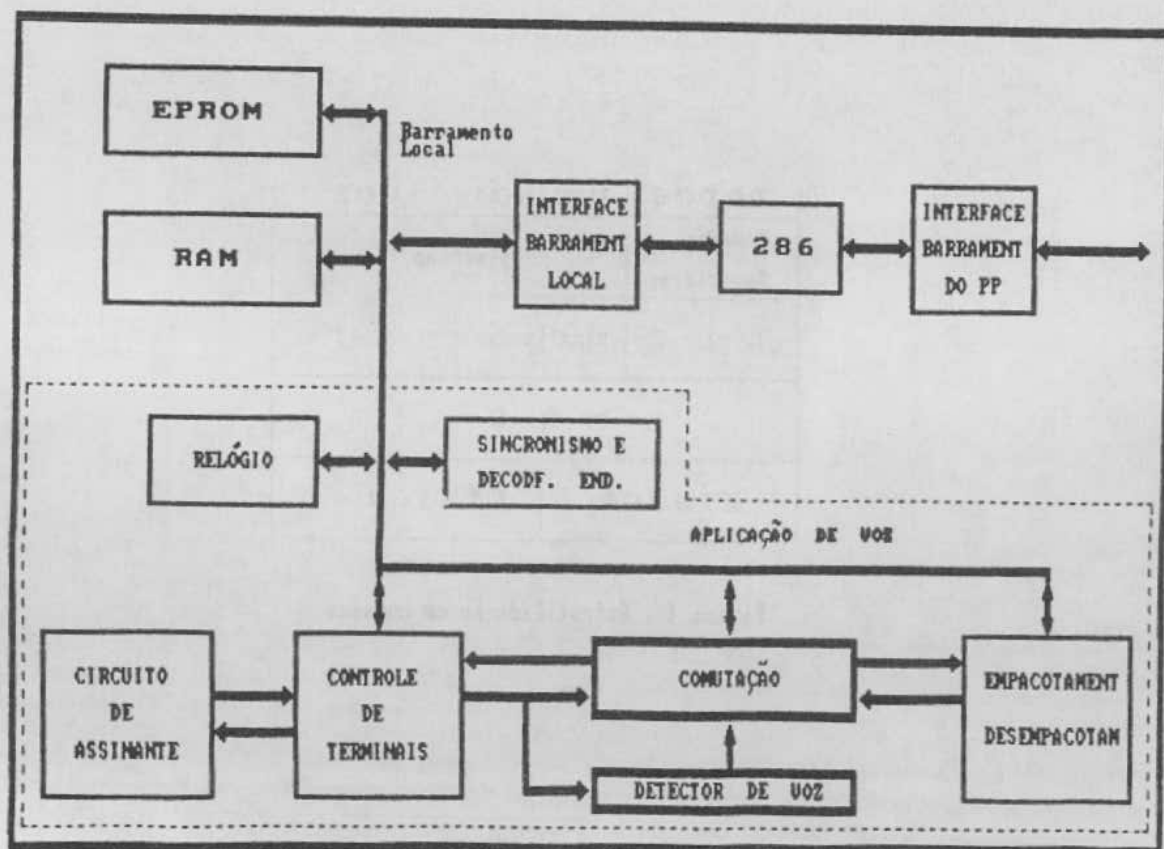 EPROM
Barramento
Local
RAM
INTERFACE
BARRAMENT
LOCAL
286
INTERFACE
BARRAMENT
DO PP
RELÓGIO
SINCRONISMO E
DECODF. END.
APLICAÇÃO DE VOZ
CIRCUITO
DE
ASSINANTE
CONTROLE
DE
TERMINAIS
COMUTAÇÃO
EMPACOTAMENT
DESEMPACOTAM
DETECTOR DE VOZ